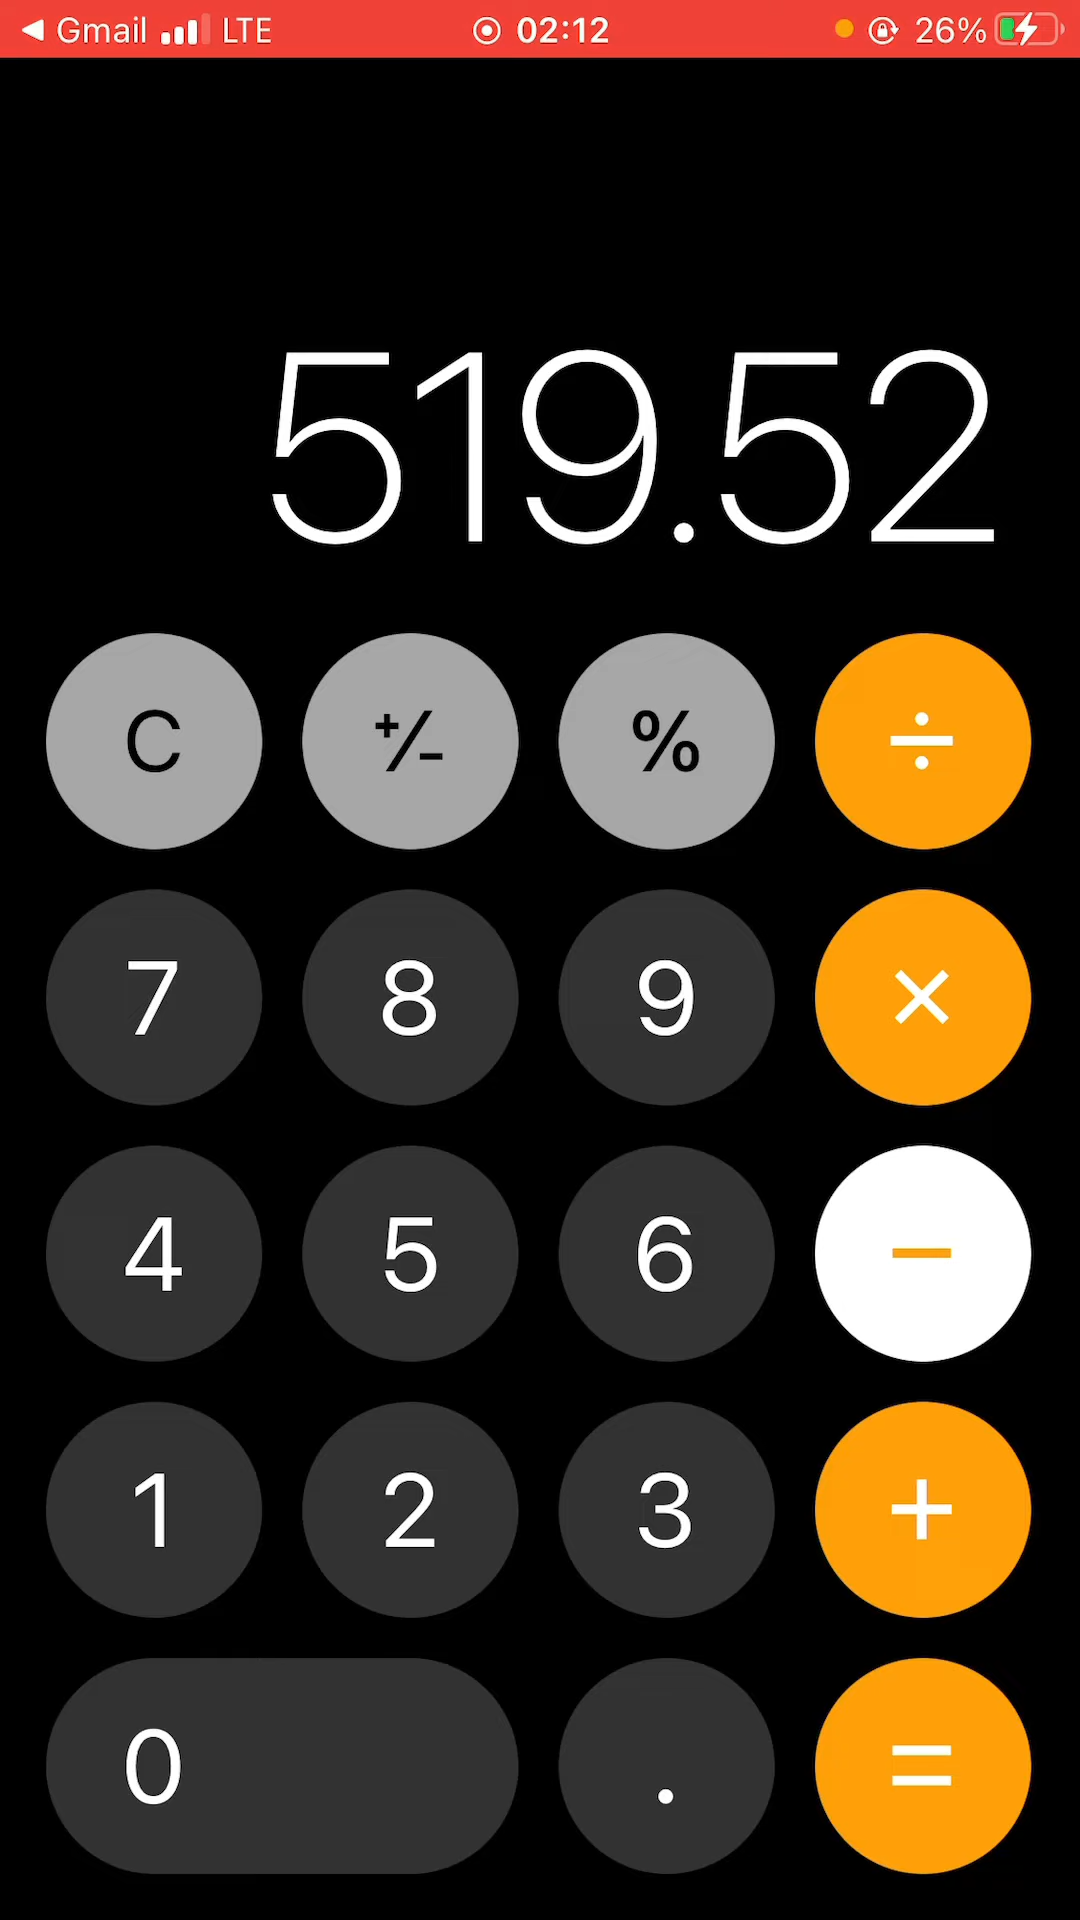 ◀ Gmail LTE 02:12 26%
519.52
C +/- % ÷
7 8 9 ×
4 5 6 −
1 2 3 +
0 . =